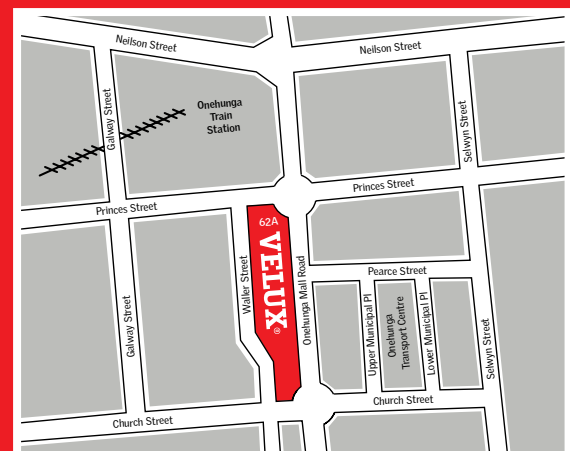 Neilson Street
Neilson Street
Galway Street
Onehunga
Train
Station
Selwyn Street
Princes Street
Princes Street
62A
VELUX®
Waller Street
Onehunga Mall Road
Pearce Street
Galway Street
Upper Municipal Pl
Onehunga
Transport Centre
Lower Municipal Pl
Selwyn Street
Church Street
Church Street